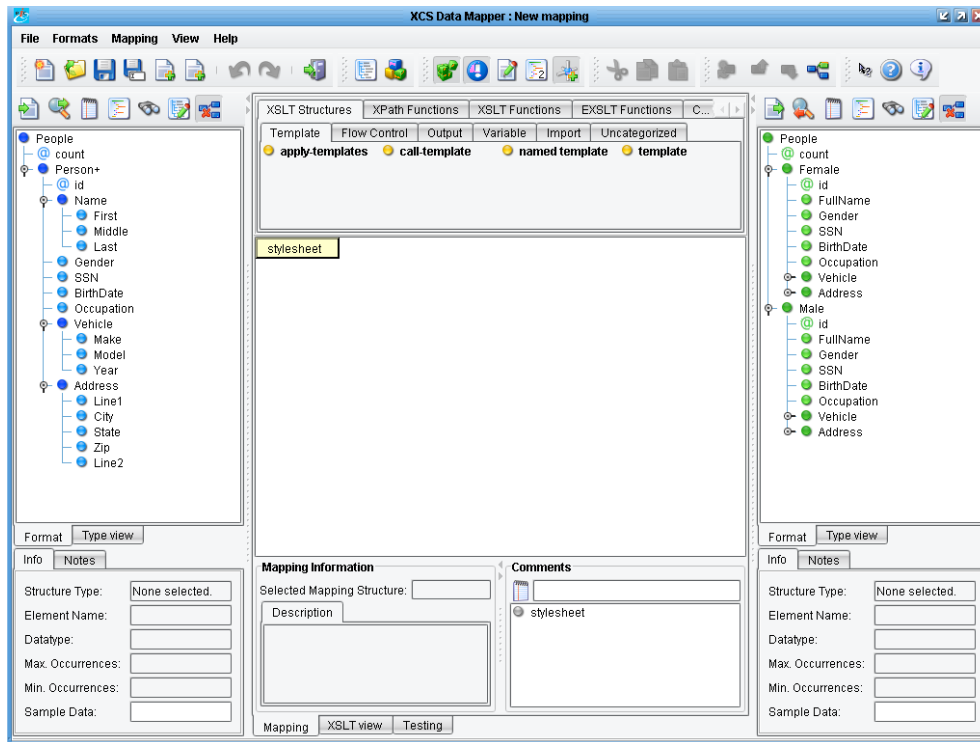 XCS Data Mapper : New mapping
File Formats Mapping View Help
XSLT Structures XPath Functions XSLT Functions EXSLT Functions C...
Template Flow Control Output Variable Import Uncategorized
apply-templates call-template named template template
stylesheet
People
@ count
Person+
@ id
Name
First
Middle
Last
Gender
SSN
BirthDate
Occupation
Vehicle
Make
Model
Year
Address
Line1
City
State
Zip
Line2
Format Type view
Info Notes
Structure Type: None selected.
Element Name:
Datatype:
Max. Occurrences:
Min. Occurrences:
Sample Data:
Mapping Information
Selected Mapping Structure:
Description
Comments
stylesheet
Mapping XSLT view Testing
People
@ count
Female
@ id
FullName
Gender
SSN
BirthDate
Occupation
Vehicle
Address
Male
@ id
FullName
Gender
SSN
BirthDate
Occupation
Vehicle
Address
Format Type view
Info Notes
Structure Type: None selected.
Element Name:
Datatype:
Max. Occurrences:
Min. Occurrences:
Sample Data: